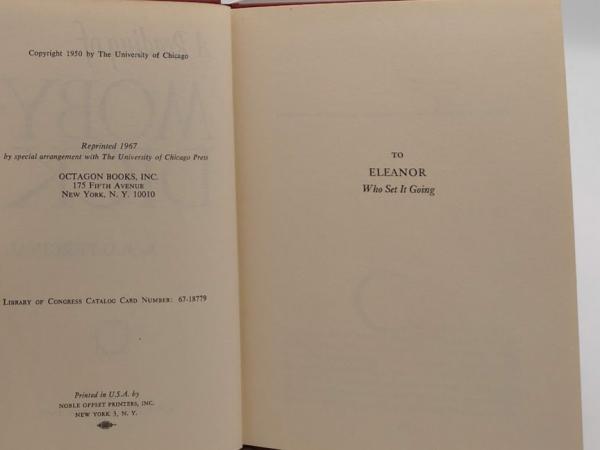 Copyright 1950 by The University of Chicago
Reprinted 1967
by special arrangement with The University of Chicago Press
OCTAGON BOOKS, INC.
175 FIFTH AVENUE
NEW YORK, N. Y. 10010
LIBRARY OF CONGRESS CATALOG CARD NUMBER: 67-18779
Printed in U.S.A. by
NOBLE OFFSET PRINTERS, INC.
NEW YORK 3, N. Y.
TO
ELEANOR
Who Set It Going